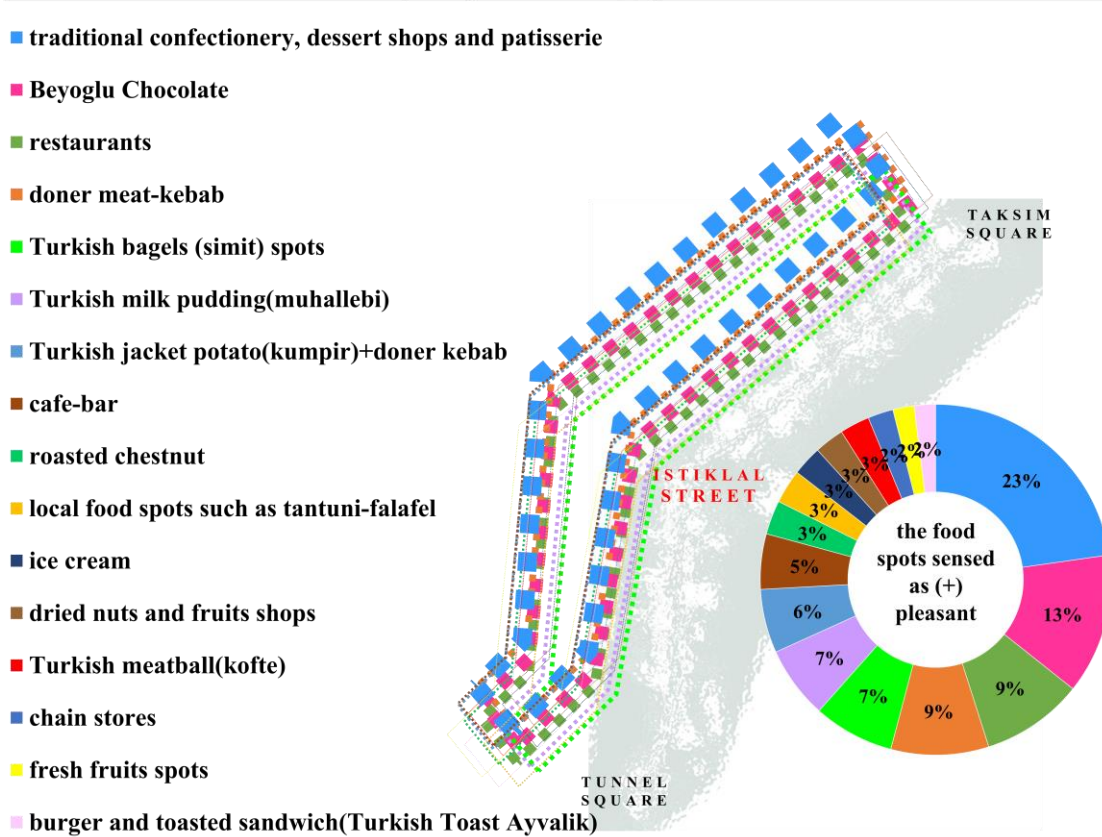 traditional confectionery, dessert shops and patisserie
Beyoglu Chocolate
restaurants
doner meat-kebab
Turkish bagels (simit) spots
Turkish milk pudding(muhallebi)
Turkish jacket potato(kumpir)+doner kebab
cafe-bar
roasted chestnut
local food spots such as tantuni-falafel
ice cream
dried nuts and fruits shops
Turkish meatball(kofte)
chain stores
fresh fruits spots
burger and toasted sandwich(Turkish Toast Ayvalik)
TAKSIM
SQUARE
ISTIKLAL
STREET
TUNNEL
SQUARE
the food
spots sensed
as (+)
pleasant
23%
13%
9%
9%
7%
7%
6%
5%
3%
3%
3%
3%
3%
2%
2%
2%